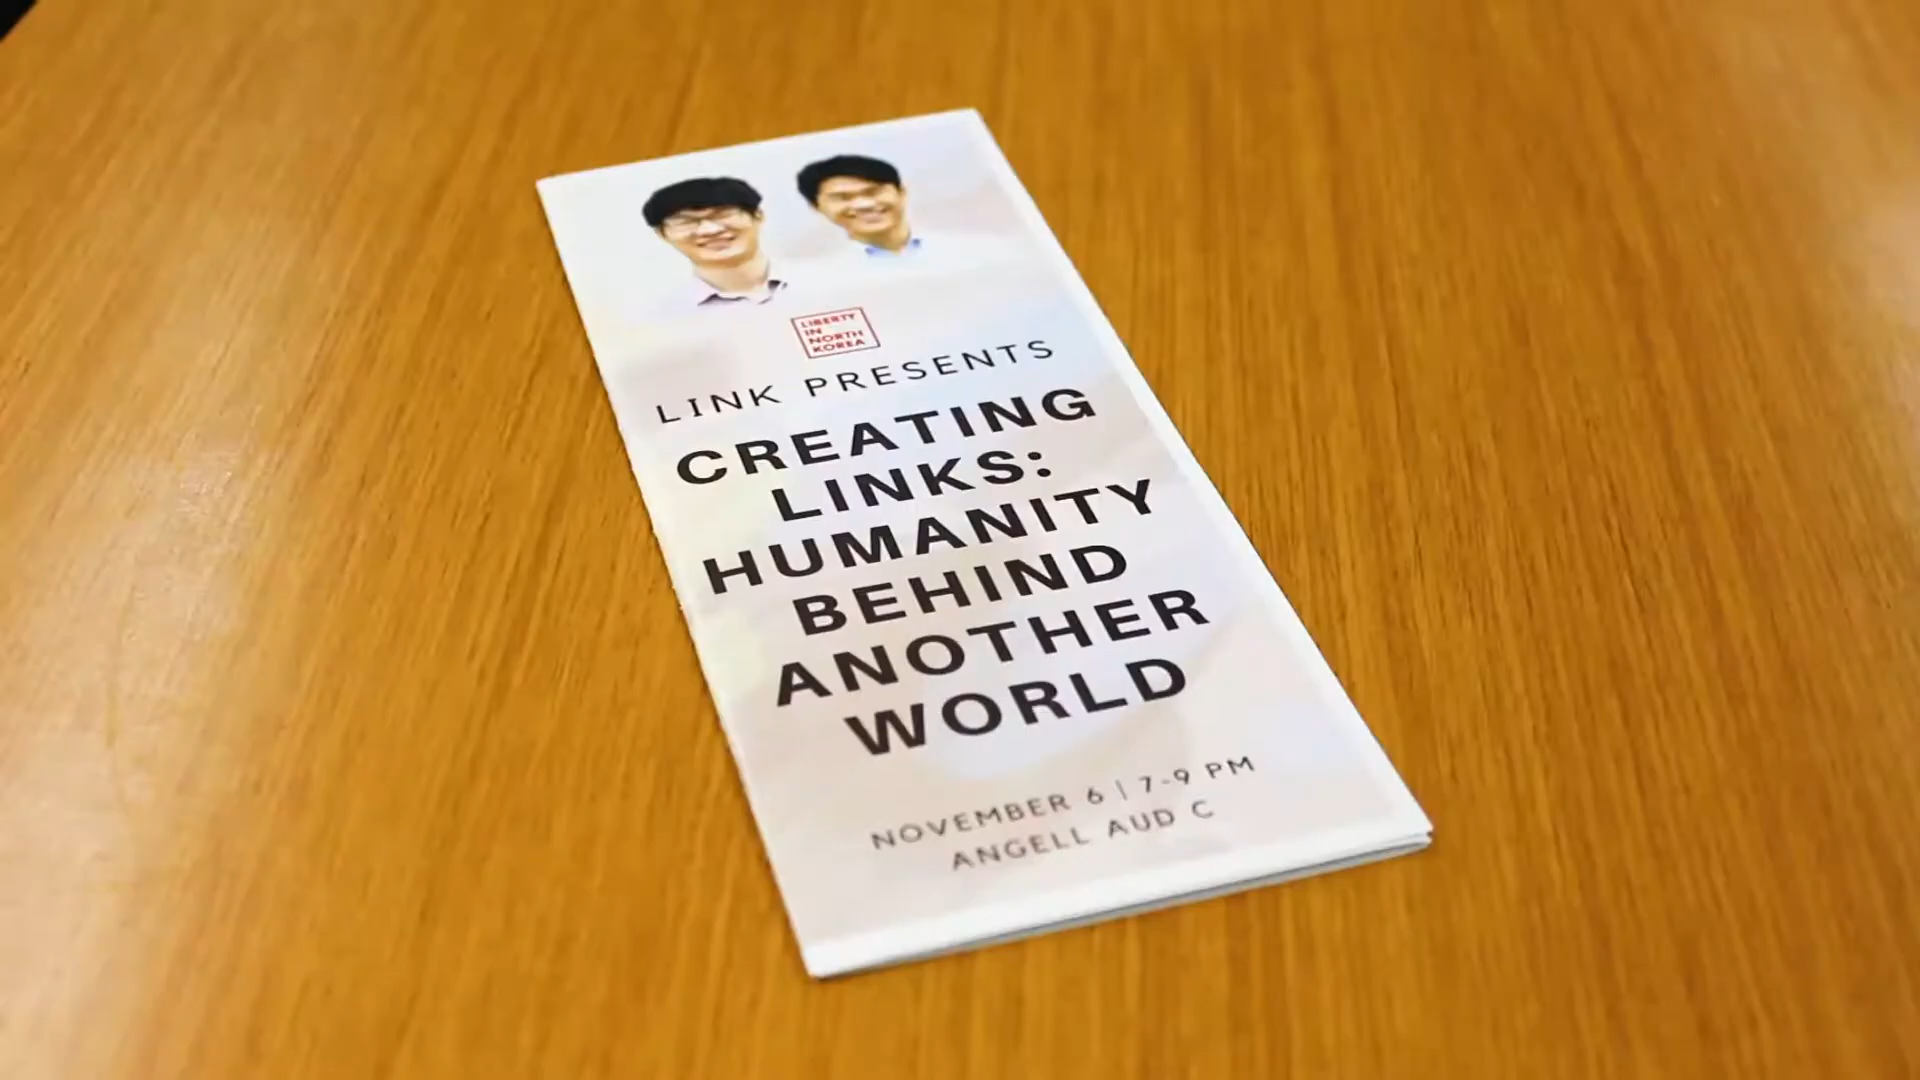 LIBERTY
IN
NORTH
KOREA
LINK PRESENTS
CREATING
LINKS:
HUMANITY
BEHIND
ANOTHER
WORLD
NOVEMBER 6 | 7-9 PM
ANGELL AUD C